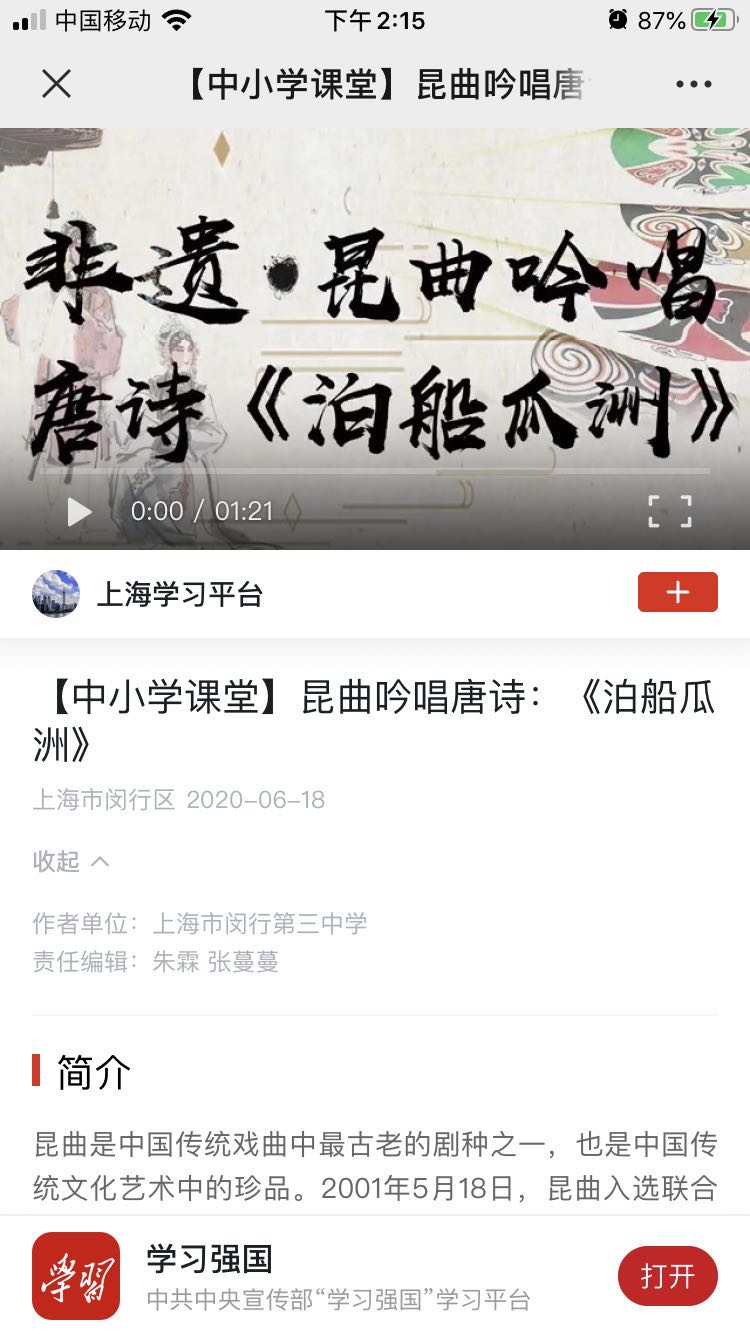 中国移动
下午2:15
87%
【中小学课堂】昆曲吟唱唐
非遗·昆曲吟唱
唐诗《泊船瓜洲》
0:00 / 01:21
上海学习平台
【中小学课堂】昆曲吟唱唐诗：《泊船瓜
洲》
上海市闵行区 2020-06-18
收起
作者单位：上海市闵行第三中学
责任编辑：朱霖 张蔓蔓
简介
昆曲是中国传统戏曲中最古老的剧种之一，也是中国传
统文化艺术中的珍品。2001年5月18日，昆曲入选联合
學習
学习强国
中共中央宣传部“学习强国”学习平台
打开